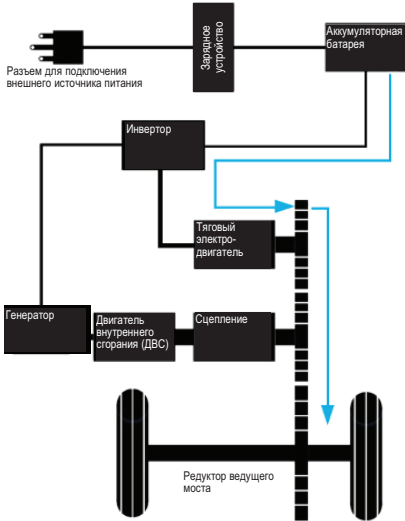 Разъем для подключения
внешнего источника питания
Зарядное
устройство
Аккумуляторная
батарея
Инвертор
Тяговый
электро-
двигатель
Генератор
Двигатель
внутреннего
сгорания (ДВС)
Сцепление
Редуктор ведущего
моста